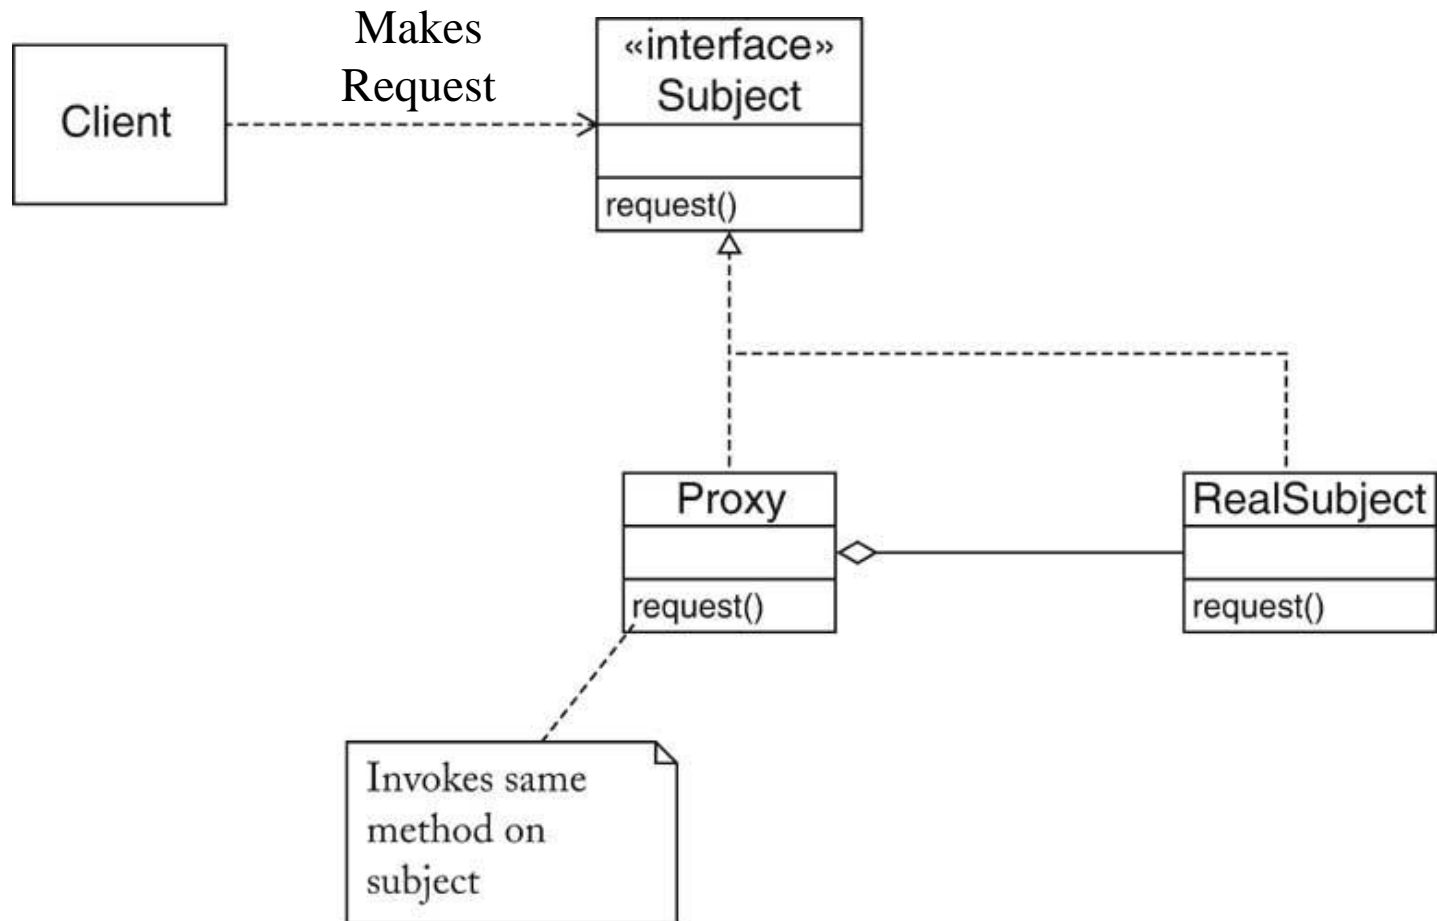 Makes
Request
Client
«interface»
Subject
request()
Proxy
request()
RealSubject
request()
Invokes same
method on
subject